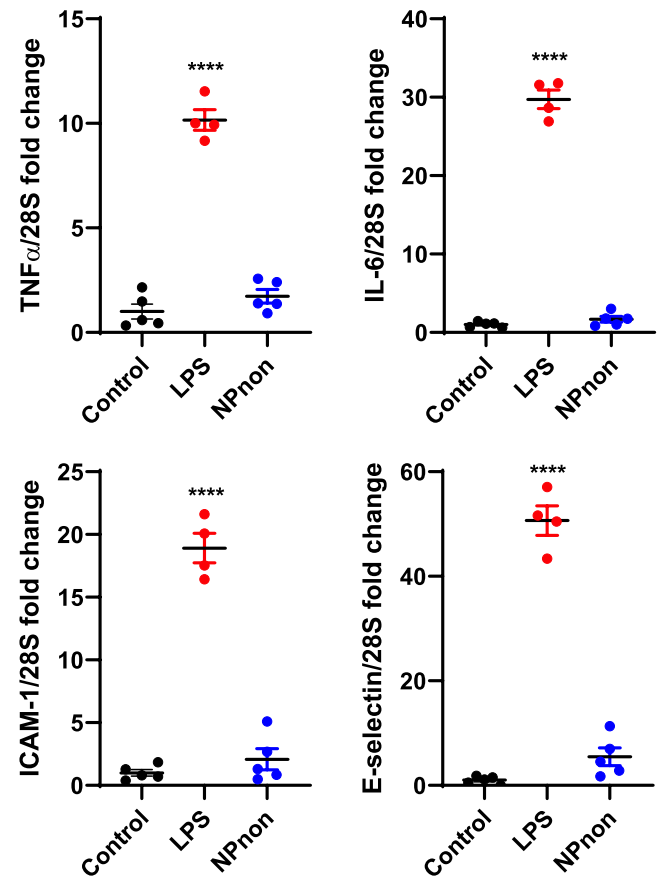 TNFα/28S fold change
15
10
5
0
****
Control
LPS
NPnon
IL-6/28S fold change
40
30
20
10
0
****
Control
LPS
NPnon
ICAM-1/28S fold change
25
20
15
10
5
0
****
Control
LPS
NPnon
E-selectin/28S fold change
60
40
20
0
****
Control
LPS
NPnon